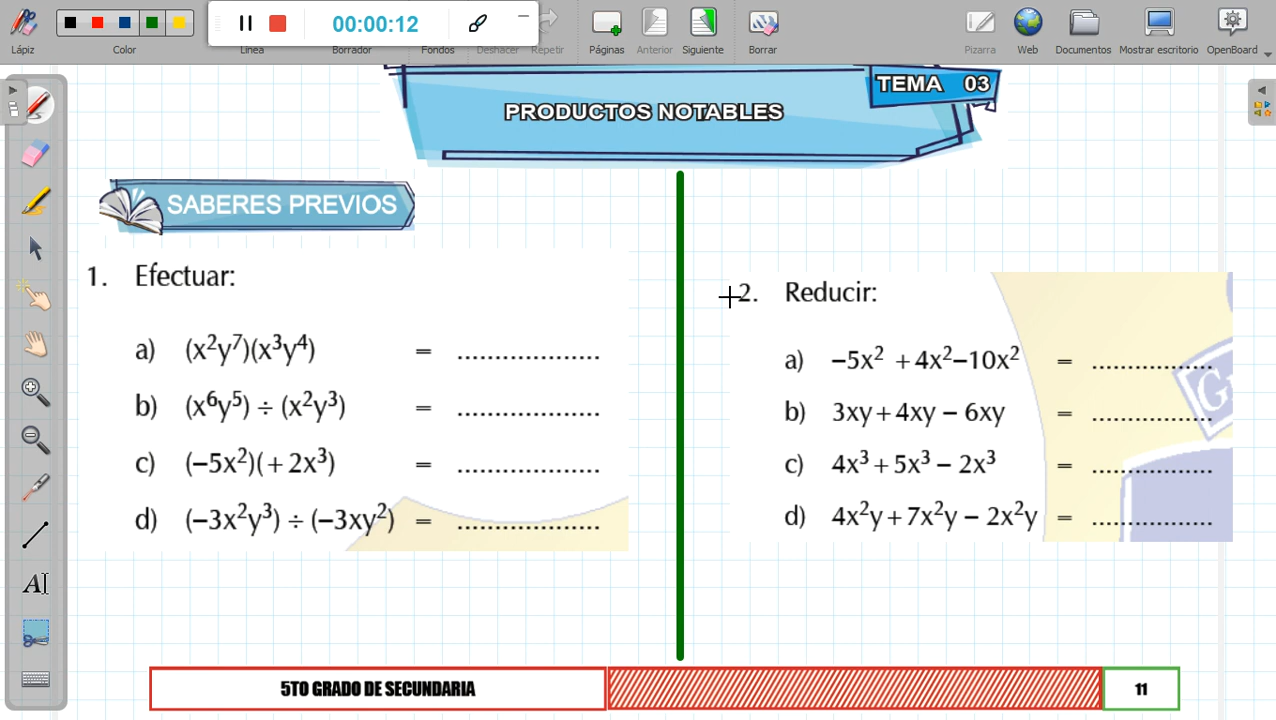 00:00:12
Lápiz
Color
Línea
Borrador
Fondos
Deshacer
Repetir
Páginas
Anterior
Siguiente
Borrar
Pizarra
Web
Documentos
Mostrar escritorio
OpenBoard
TEMA 03
PRODUCTOS NOTABLES
SABERES PREVIOS
1. Efectuar:
a) (x²y⁷)(x³y⁴) = ...................
b) (x⁶y⁵) ÷ (x²y³) = ...................
c) (−5x²)(+2x³) = ...................
d) (−3x²y³) ÷ (−3xy²) = ...................
2. Reducir:
a) −5x² + 4x²−10x² = ................
b) 3xy + 4xy − 6xy = ................
c) 4x³ + 5x³ − 2x³ = ................
d) 4x²y + 7x²y − 2x²y = ................
5TO GRADO DE SECUNDARIA
11